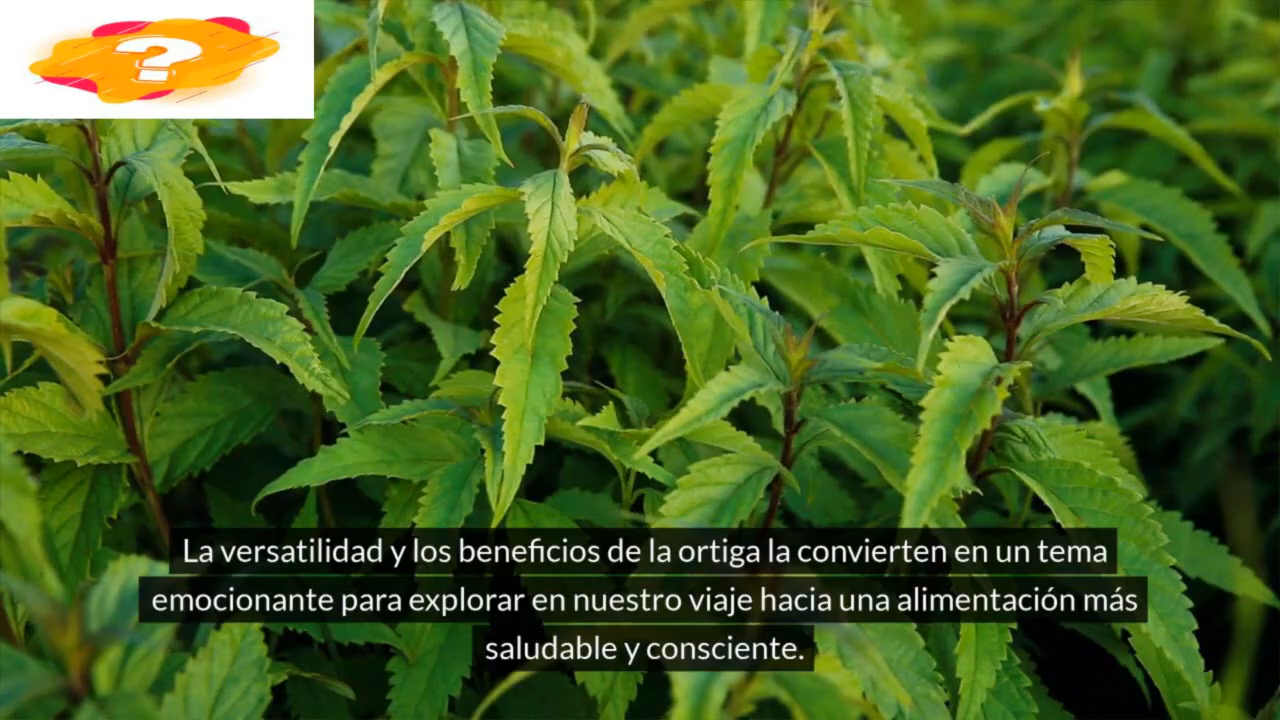 ?
La versatilidad y los beneficios de la ortiga la convierten en un tema
emocionante para explorar en nuestro viaje hacia una alimentación más
saludable y consciente.